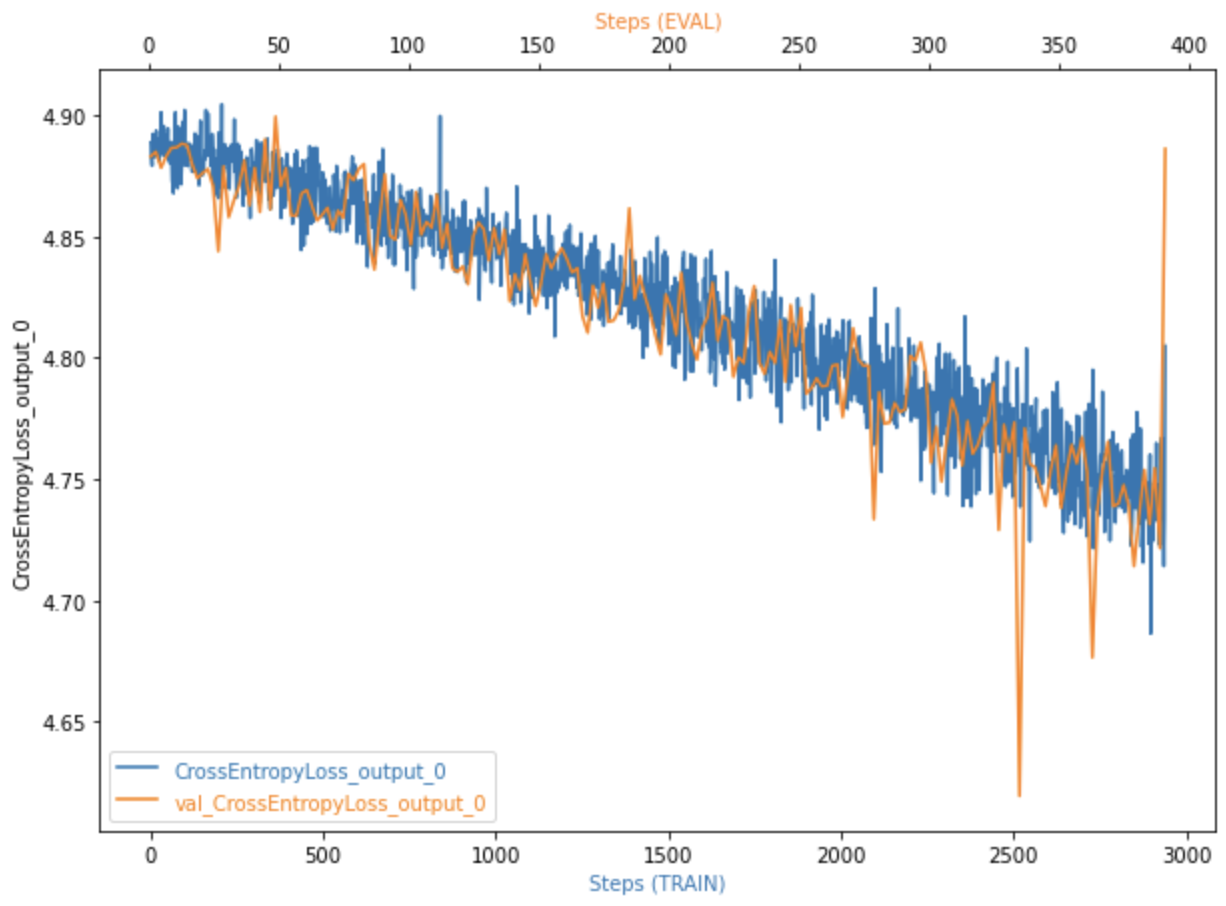 Steps (EVAL)
0 50 100 150 200 250 300 350 400
4.90
4.85
4.80
4.75
4.70
4.65
CrossEntropyLoss_output_0
CrossEntropyLoss_output_0
val_CrossEntropyLoss_output_0
0 500 1000 1500 2000 2500 3000
Steps (TRAIN)